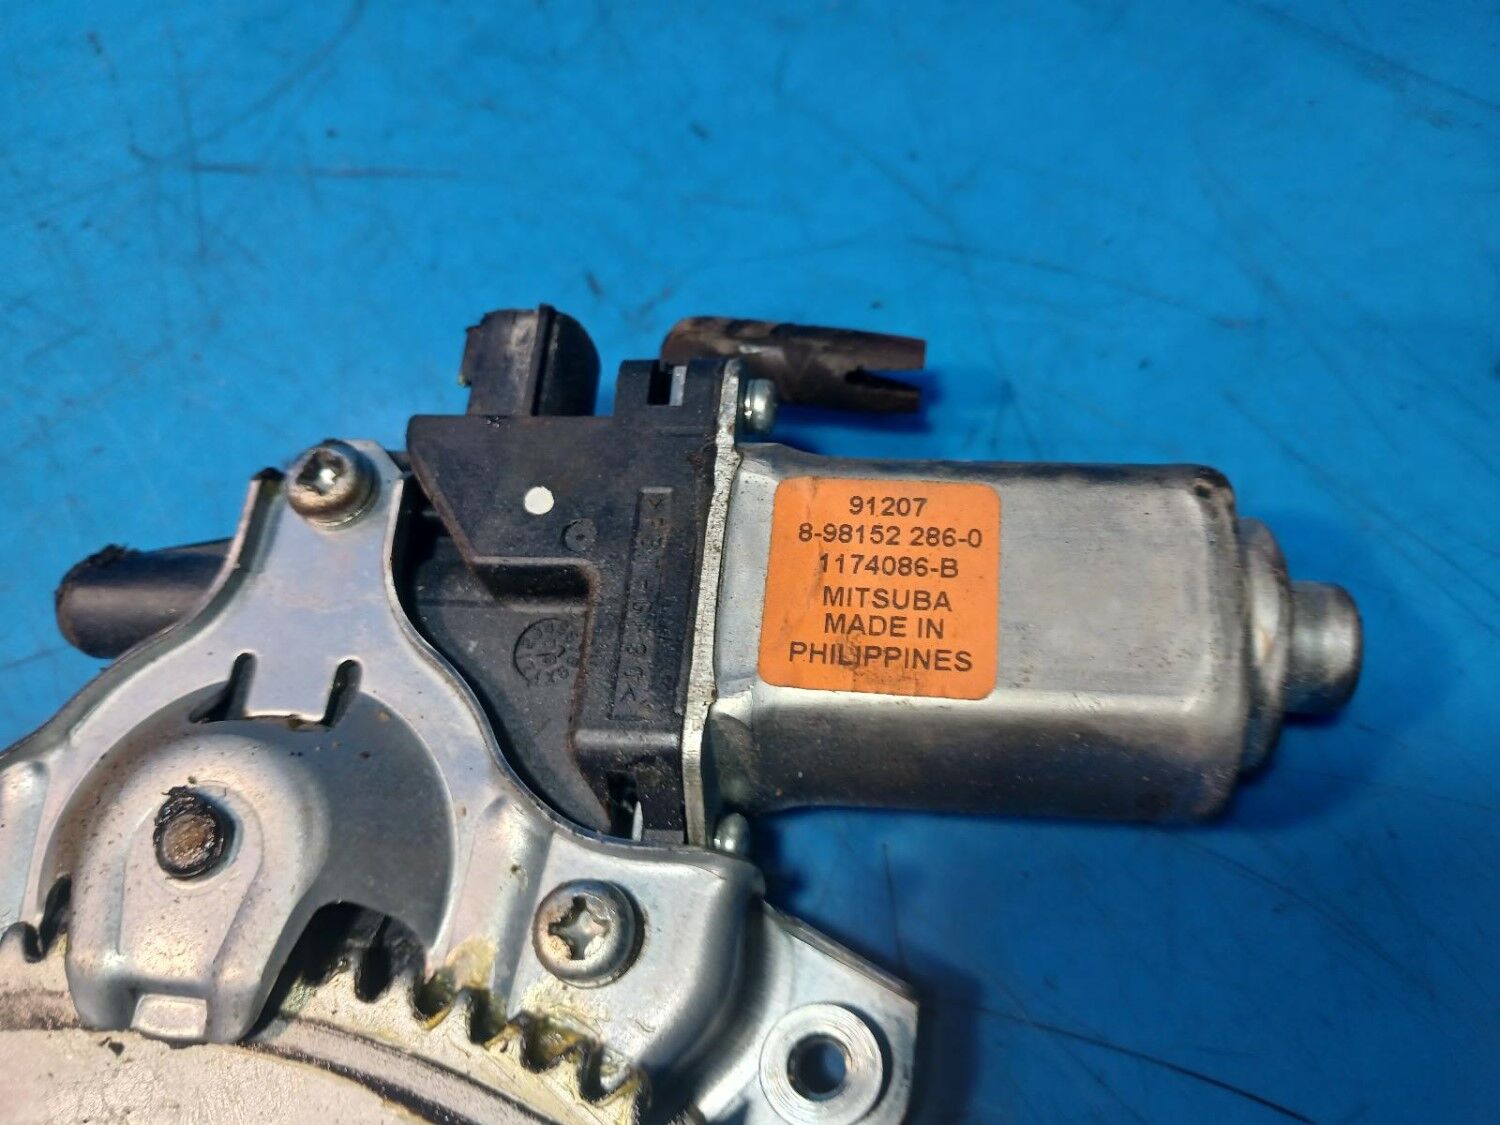 91207
8-98152 286-0
1174086-B
MITSUBA
MADE IN
PHILIPPINES